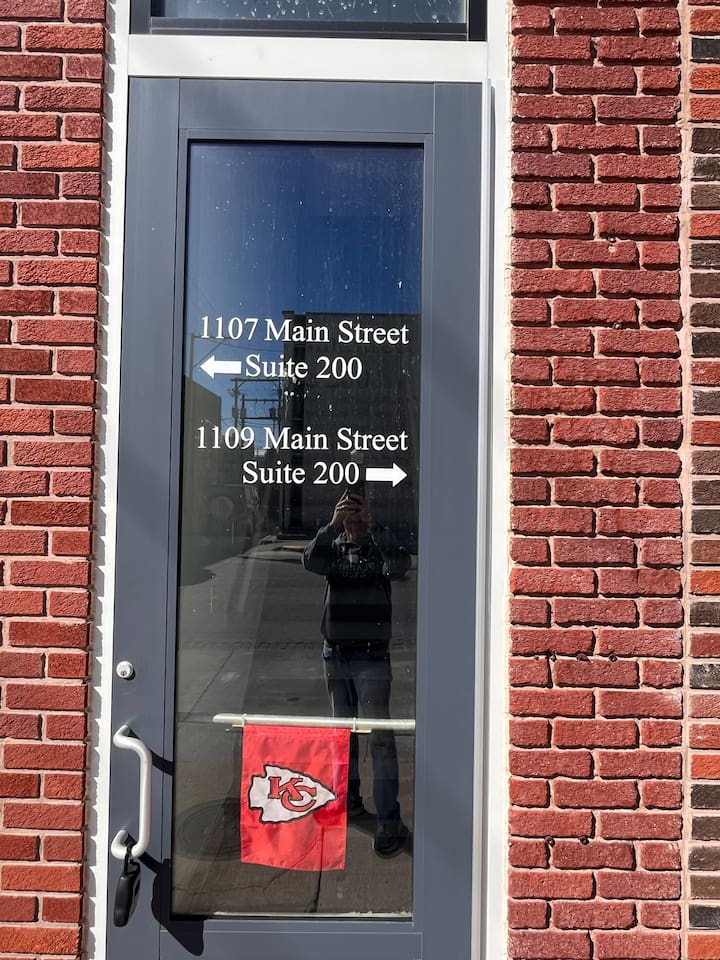 1107 Main Street
Suite 200
1109 Main Street
Suite 200
KC